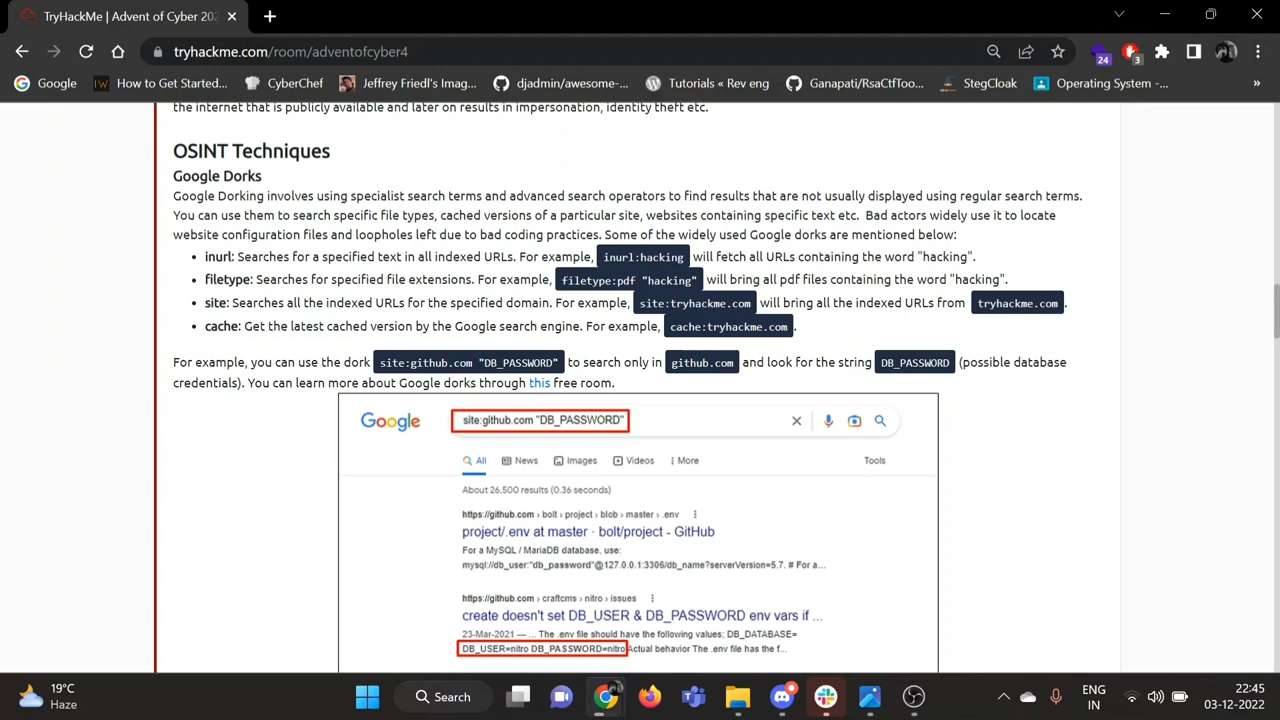 TryHackMe | Advent of Cyber 202
tryhackme.com/room/adventofcyber4
24
3
Google
How to Get Started...
CyberChef
Jeffrey Friedl's Imag...
djadmin/awesome-...
Tutorials « Rev eng
Ganapati/RsaCtfToo...
StegCloak
Operating System -...
»
the internet that is publicly available and later on results in impersonation, identity theft etc.
OSINT Techniques
Google Dorks
Google Dorking involves using specialist search terms and advanced search operators to find results that are not usually displayed using regular search terms.
You can use them to search specific file types, cached versions of a particular site, websites containing specific text etc. Bad actors widely use it to locate
website configuration files and loopholes left due to bad coding practices. Some of the widely used Google dorks are mentioned below:
• inurl: Searches for a specified text in all indexed URLs. For example, inurl:hacking will fetch all URLs containing the word "hacking".
• filetype: Searches for specified file extensions. For example, filetype:pdf "hacking" will bring all pdf files containing the word "hacking".
• site: Searches all the indexed URLs for the specified domain. For example, site:tryhackme.com will bring all the indexed URLs from tryhackme.com.
• cache: Get the latest cached version by the Google search engine. For example, cache:tryhackme.com.
For example, you can use the dork site:github.com "DB_PASSWORD" to search only in github.com and look for the string DB_PASSWORD (possible database
credentials). You can learn more about Google dorks through this free room.
Google
site:github.com "DB_PASSWORD"
All
News
Images
Videos
More
Tools
About 26,500 results (0.36 seconds)
https://github.com › bolt › project › blob › master › .env
project/.env at master · bolt/project - GitHub
For a MySQL / MariaDB database, use:
mysql://db_user:"db_password"@127.0.0.1:3306/db_name?serverVersion=5.7. # For a...
https://github.com › craftcms › nitro › issues
create doesn't set DB_USER & DB_PASSWORD env vars if ...
23-Mar-2021 — ... The .env file should have the following values; DB_DATABASE=
DB_USER=nitro DB_PASSWORD=nitro Actual behavior The .env file has the f...
19°C
Haze
Search
ENG
IN
22:45
03-12-2022